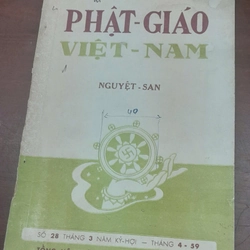 PHẬT-GIÁO
VIỆT-NAM
NGUYỆT-SAN
SỐ 28 THÁNG 3 NĂM KỶ-HỢI — THÁNG 4-59